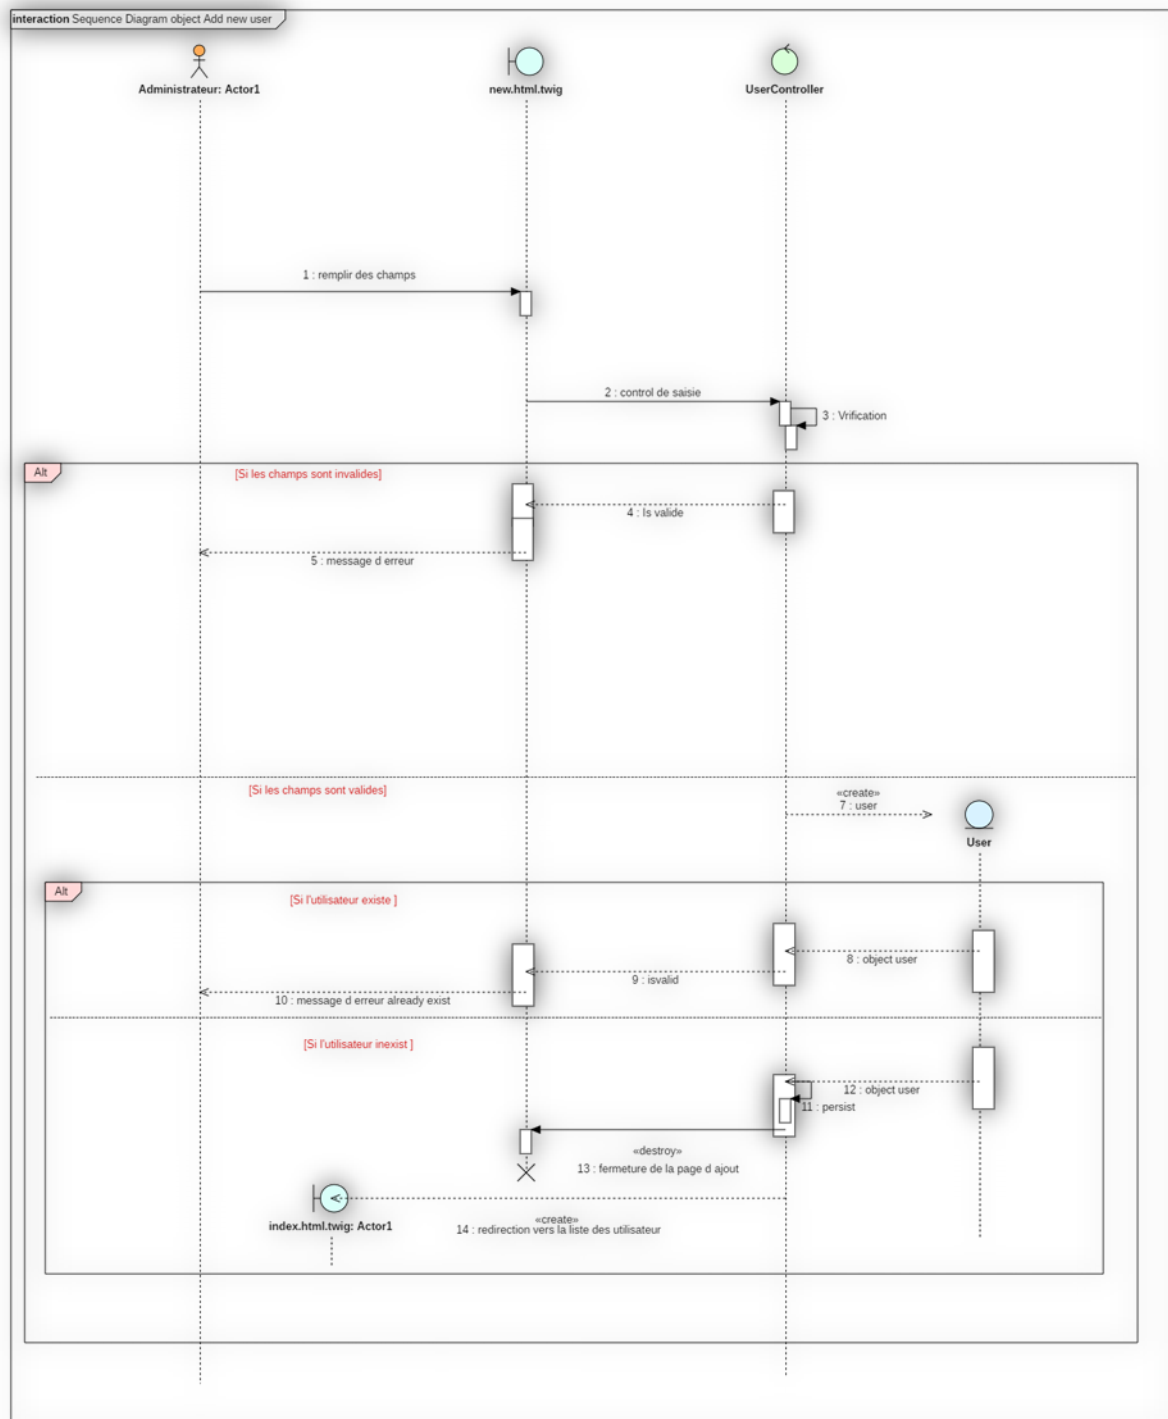 interaction Sequence Diagram object Add new user
Administrateur: Actor1
new.html.twig
UserController
1 : remplir des champs
2 : control de saisie
3 : Vrification
Alt
[Si les champs sont invalides]
4 : Is valide
5 : message d erreur
[Si les champs sont valides]
«create»
7 : user
User
Alt
[Si l'utilisateur existe ]
8 : object user
9 : isvalid
10 : message d erreur already exist
[Si l'utilisateur inexist ]
12 : object user
11 : persist
«destroy»
13 : fermeture de la page d ajout
index.html.twig: Actor1
«create»
14 : redirection vers la liste des utilisateur